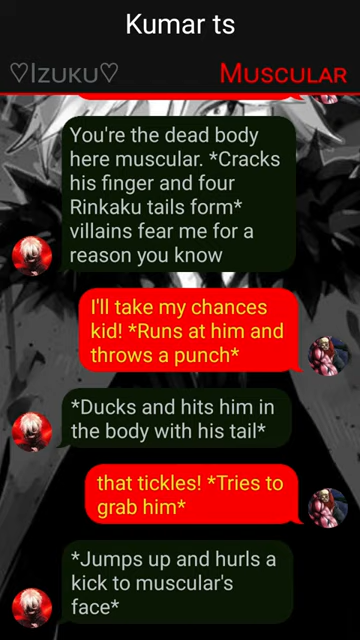 Kumar ts
♡Izuku♡
Muscular
You're the dead body
here muscular. *Cracks
his finger and four
Rinkaku tails form*
villains fear me for a
reason you know
I'll take my chances
kid! *Runs at him and
throws a punch*
*Ducks and hits him in
the body with his tail*
that tickles! *Tries to
grab him*
*Jumps up and hurls a
kick to muscular's
face*